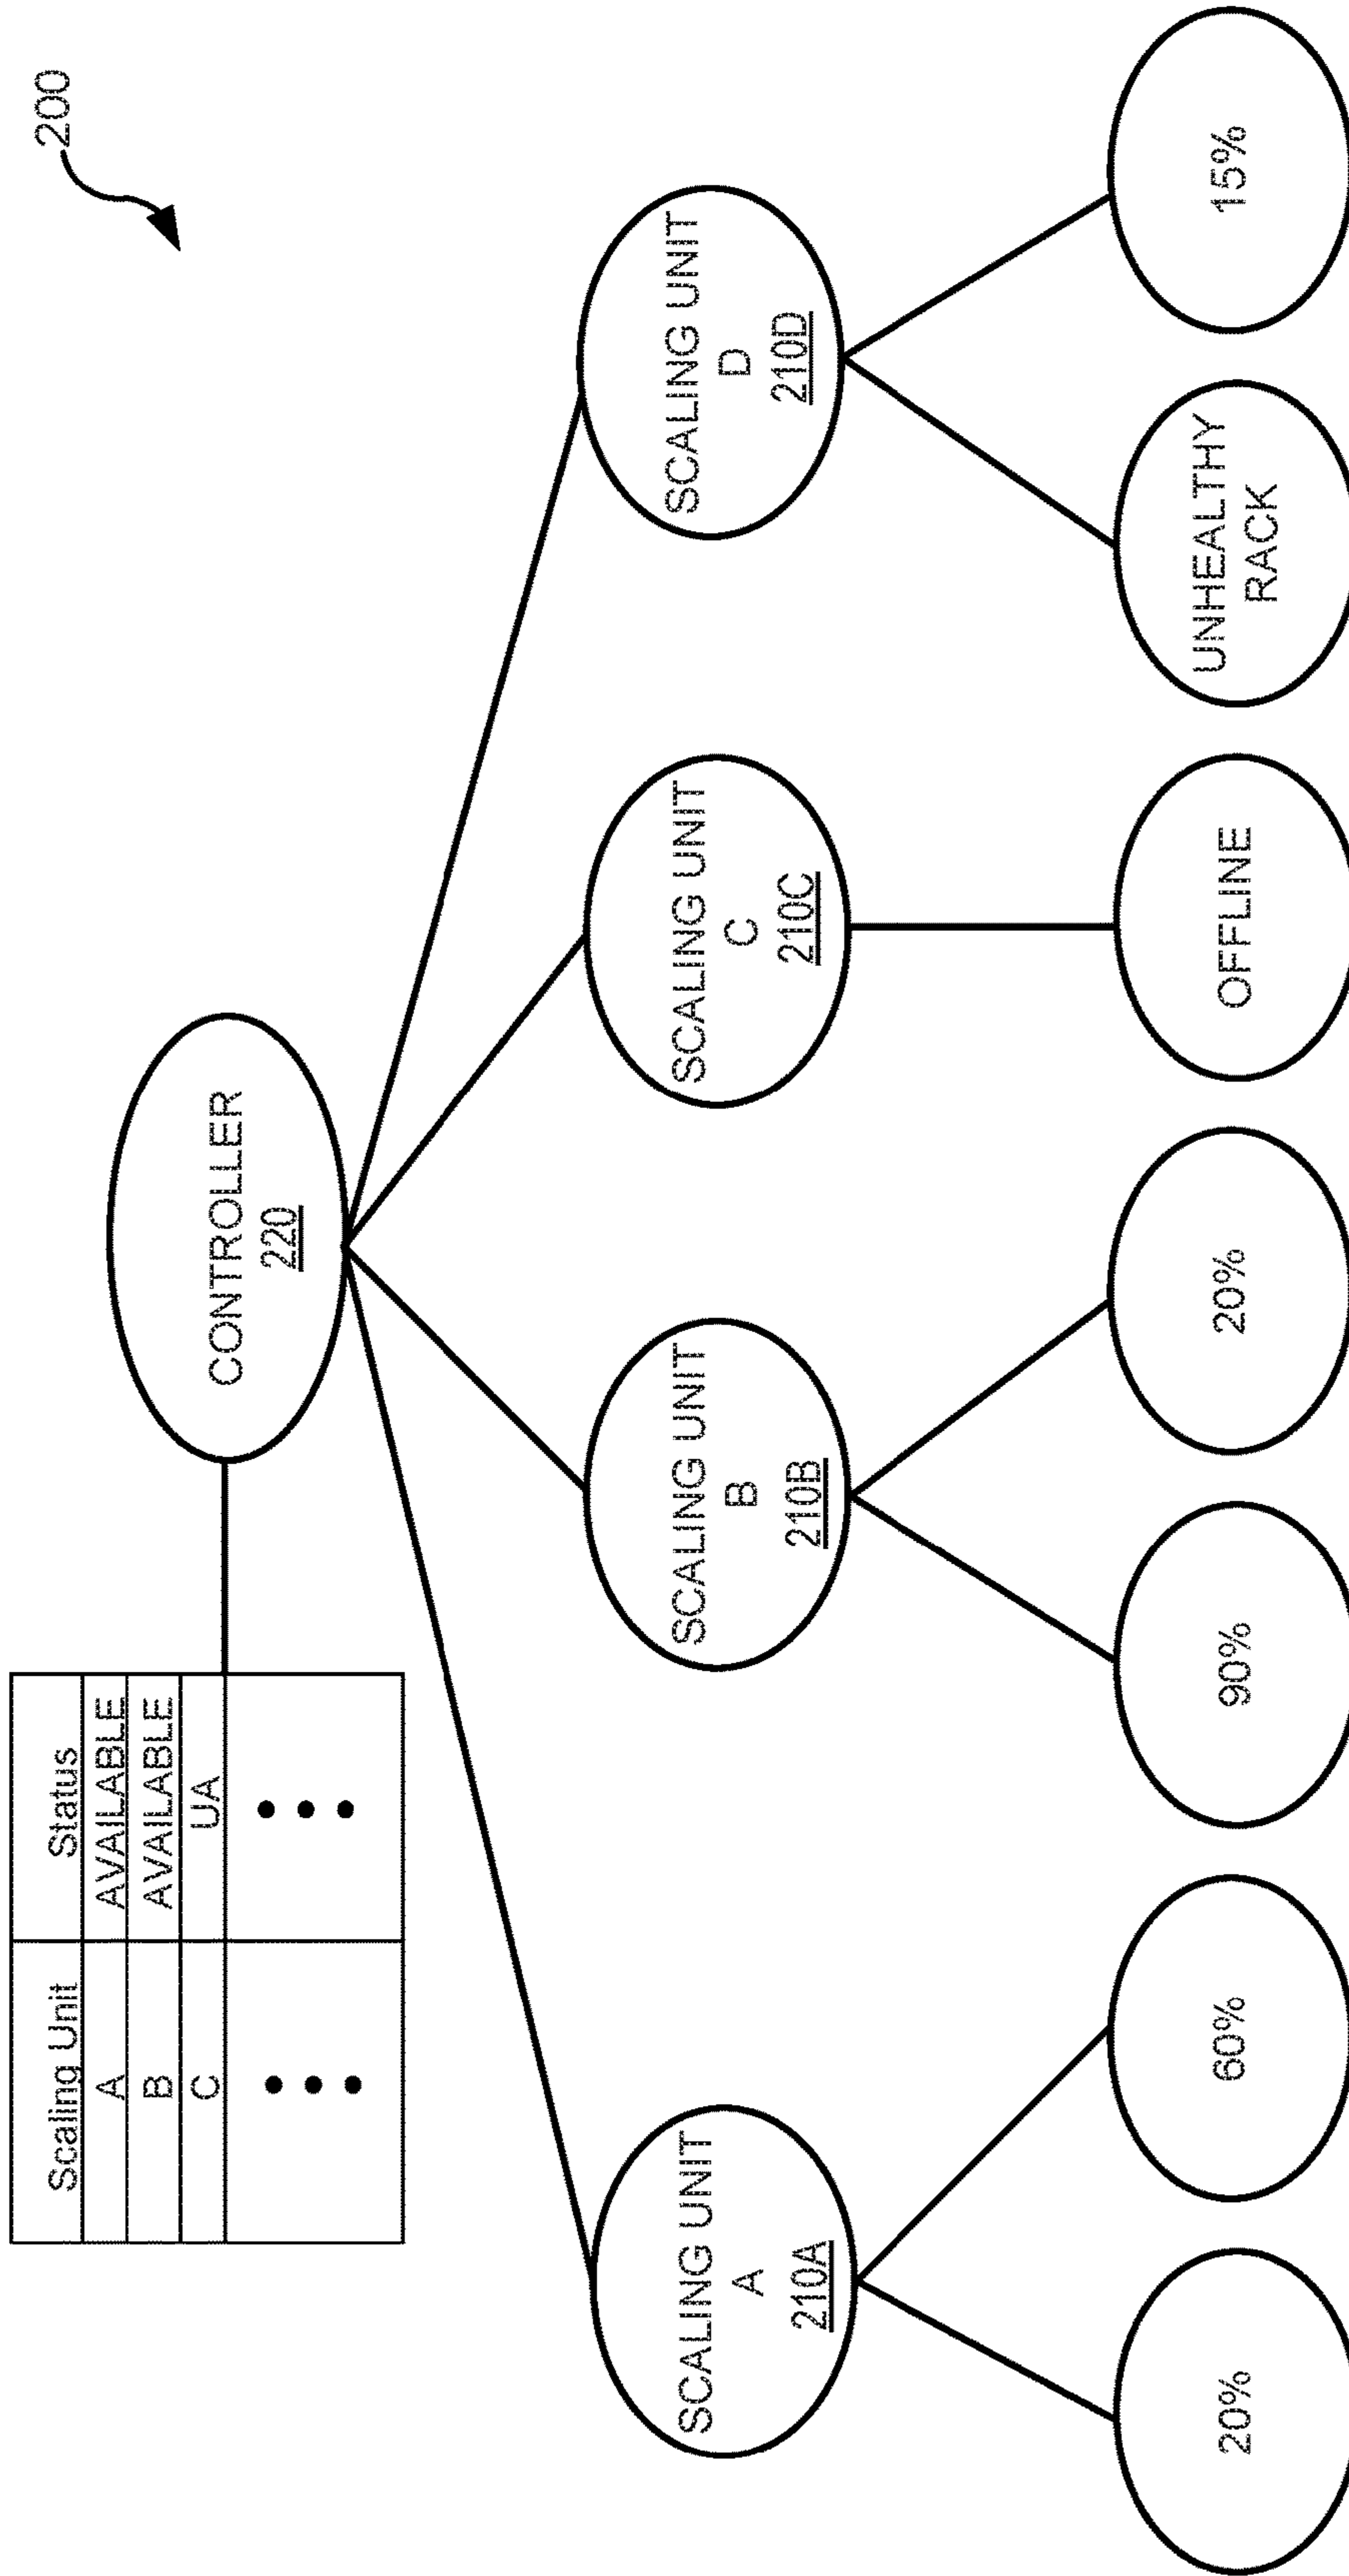 200
Scaling Unit Status
A AVAILABLE
B AVAILABLE
C UA
CONTROLLER
220
SCALING UNIT
A
210A
SCALING UNIT
B
210B
SCALING UNIT
C
210C
SCALING UNIT
D
210D
20%
60%
90%
20%
OFFLINE
UNHEALTHY
RACK
15%